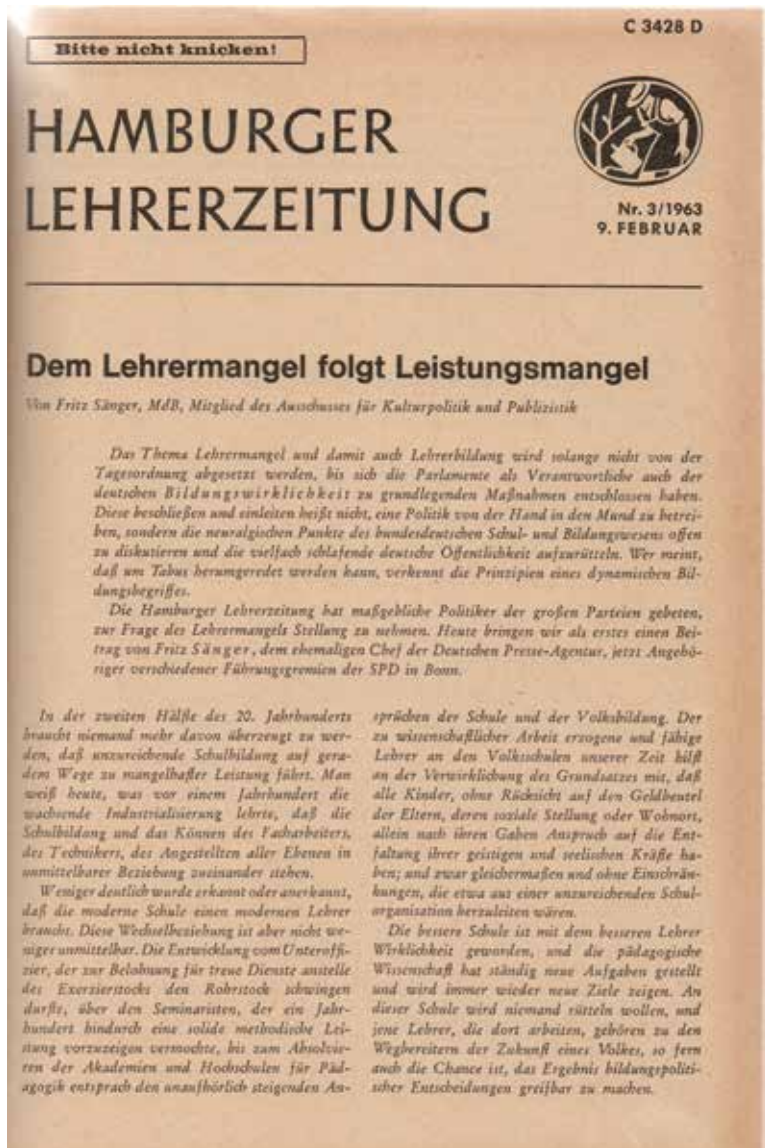 C 3428 D
Bitte nicht knicken!
HAMBURGER
LEHRERZEITUNG
Nr. 3/1963
9. FEBRUAR
Dem Lehrermangel folgt Leistungsmangel
Von Fritz Sänger, MdB, Mitglied des Ausschusses für Kulturpolitik und Publizistik
Das Thema Lehrermangel und damit auch Lehrerbildung wird solange nicht von der
Tagesordnung abgesetzt werden, bis sich die Parlamente als Verantwortliche auch der
deutschen Bildungswirklichkeit zu grundlegenden Maßnahmen entschlossen haben.
Diese beschließen und einleiten heißt nicht, eine Politik von der Hand in den Mund zu betrei-
ben, sondern die neuralgischen Punkte des bundesdeutschen Schul- und Bildungswesens offen
zu diskutieren und die vielfach schlafende deutsche Öffentlichkeit aufzurütteln. Wer meint,
daß um Tabus herumgeredet werden kann, verkennt die Prinzipien eines dynamischen Bil-
dungsbegriffes.
Die Hamburger Lehrerzeitung hat maßgebliche Politiker der großen Parteien gebeten,
zur Frage des Lehrermangels Stellung zu nehmen. Heute bringen wir als erstes einen Bei-
trag von Fritz Sänger, dem ehemaligen Chef der Deutschen Presse-Agentur, jetzt Angehö-
riger verschiedener Führungsgremien der SPD in Bonn.
In der zweiten Hälfte des 20. Jahrhunderts
braucht niemand mehr davon überzeugt zu wer-
den, daß unzureichende Schulbildung auf gera-
dem Wege zu mangelhafter Leistung führt. Man
weiß heute, was vor einem Jahrhundert die
wachsende Industrialisierung lehrte, daß die
Schulbildung und das Können des Facharbeiters,
des Technikers, des Angestellten aller Ebenen in
unmittelbarer Beziehung zueinander stehen.
Weniger deutlich wurde erkannt oder anerkannt,
daß die moderne Schule einen modernen Lehrer
braucht. Diese Wechselbeziehung ist aber nicht we-
niger unmittelbar. Die Entwicklung vom Unteroffi-
zier, der zur Belohnung für treue Dienste anstelle
des Exerzierstocks den Rohrstock schwingen
durfte, über den Seminaristen, der ein Jahr-
hundert hindurch eine solide methodische Lei-
stung vorzuzeigen vermochte, bis zum Absolvie-
ren der Akademien und Hochschulen für Päd-
agogik entsprach den unaufhörlich steigenden An-
sprüchen der Schule und der Volksbildung. Der
zu wissenschaftlicher Arbeit erzogene und fähige
Lehrer an den Volksschulen unserer Zeit hilft
an der Verwirklichung des Grundsatzes mit, daß
alle Kinder, ohne Rücksicht auf den Geldbeutel
der Eltern, deren soziale Stellung oder Wohnort,
allein nach ihren Gaben Anspruch auf die Ent-
faltung ihrer geistigen und seelischen Kräfte ha-
ben; und zwar gleichermaßen und ohne Einschrän-
kungen, die etwa aus einer unzureichenden Schul-
organisation herzuleiten wären.
Die bessere Schule ist mit dem besseren Lehrer
Wirklichkeit geworden, und die pädagogische
Wissenschaft hat ständig neue Aufgaben gestellt
und wird immer wieder neue Ziele zeigen. An
dieser Schule wird niemand rütteln wollen, und
jene Lehrer, die dort arbeiten, gehören zu den
Wegbereitern der Zukunft eines Volkes, so fern
auch die Chance ist, das Ergebnis bildungspoliti-
scher Entscheidungen greifbar zu machen.